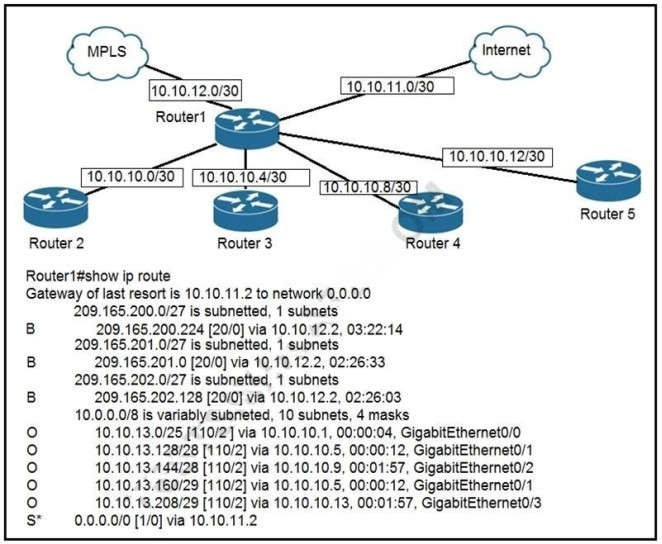 MPLS
Internet
10.10.12.0/30
10.10.11.0/30
Router1
10.10.10.0/30
10.10.10.4/30
10.10.10.8/30
10.10.10.12/30
Router 2
Router 3
Router 4
Router 5
Router1#show ip route
Gateway of last resort is 10.10.11.2 to network 0.0.0.0
209.165.200.0/27 is subnetted, 1 subnets
B 209.165.200.224 [20/0] via 10.10.12.2, 03:22:14
209.165.201.0/27 is subnetted, 1 subnets
B 209.165.201.0 [20/0] via 10.10.12.2, 02:26:33
209.165.202.0/27 is subnetted, 1 subnets
B 209.165.202.128 [20/0] via 10.10.12.2, 02:26:03
10.0.0.0/8 is variably subneted, 10 subnets, 4 masks
O 10.10.13.0/25 [110/2 ] via 10.10.10.1, 00:00:04, GigabitEthernet0/0
O 10.10.13.128/28 [110/2] via 10.10.10.5, 00:00:12, GigabitEthernet0/1
O 10.10.13.144/28 [110/2] via 10.10.10.9, 00:01:57, GigabitEthernet0/2
O 10.10.13.160/29 [110/2] via 10.10.10.5, 00:00:12, GigabitEthernet0/1
O 10.10.13.208/29 [110/2] via 10.10.10.13, 00:01:57, GigabitEthernet0/3
S* 0.0.0.0/0 [1/0] via 10.10.11.2